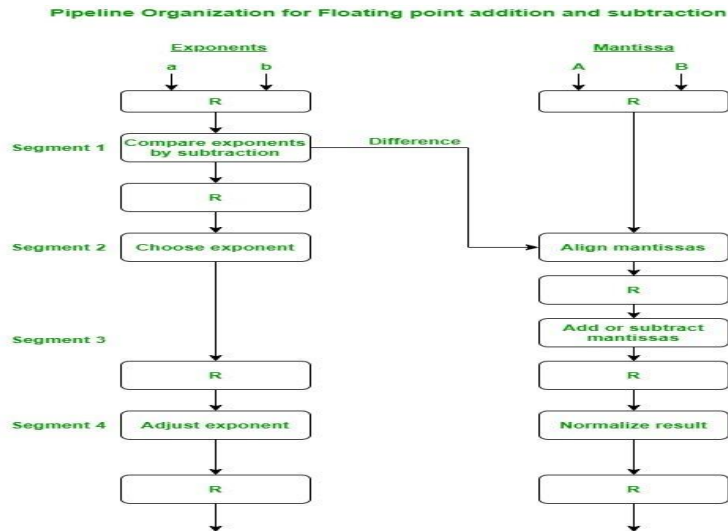 Pipeline Organization for Floating point addition and subtraction
Exponents
Mantissa
a
b
A
B
R
R
Segment 1
Compare exponents
by subtraction
Difference
R
Segment 2
Choose exponent
Align mantissas
R
Segment 3
Add or subtract
mantissas
R
R
Segment 4
Adjust exponent
Normalize result
R
R